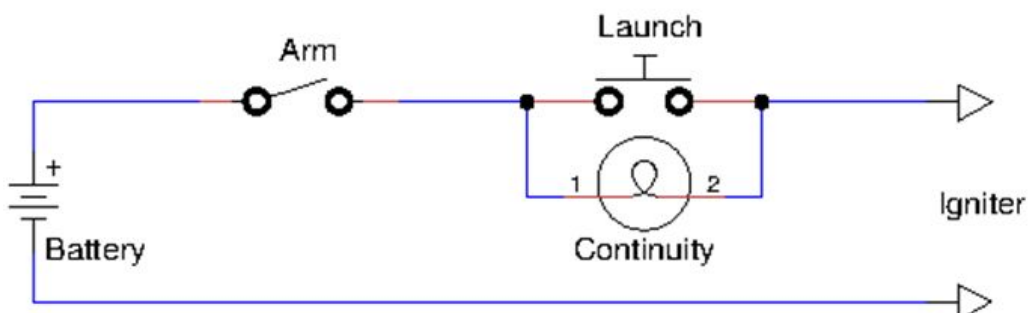 Launch
Arm
+
1 2
Igniter
Battery
Continuity